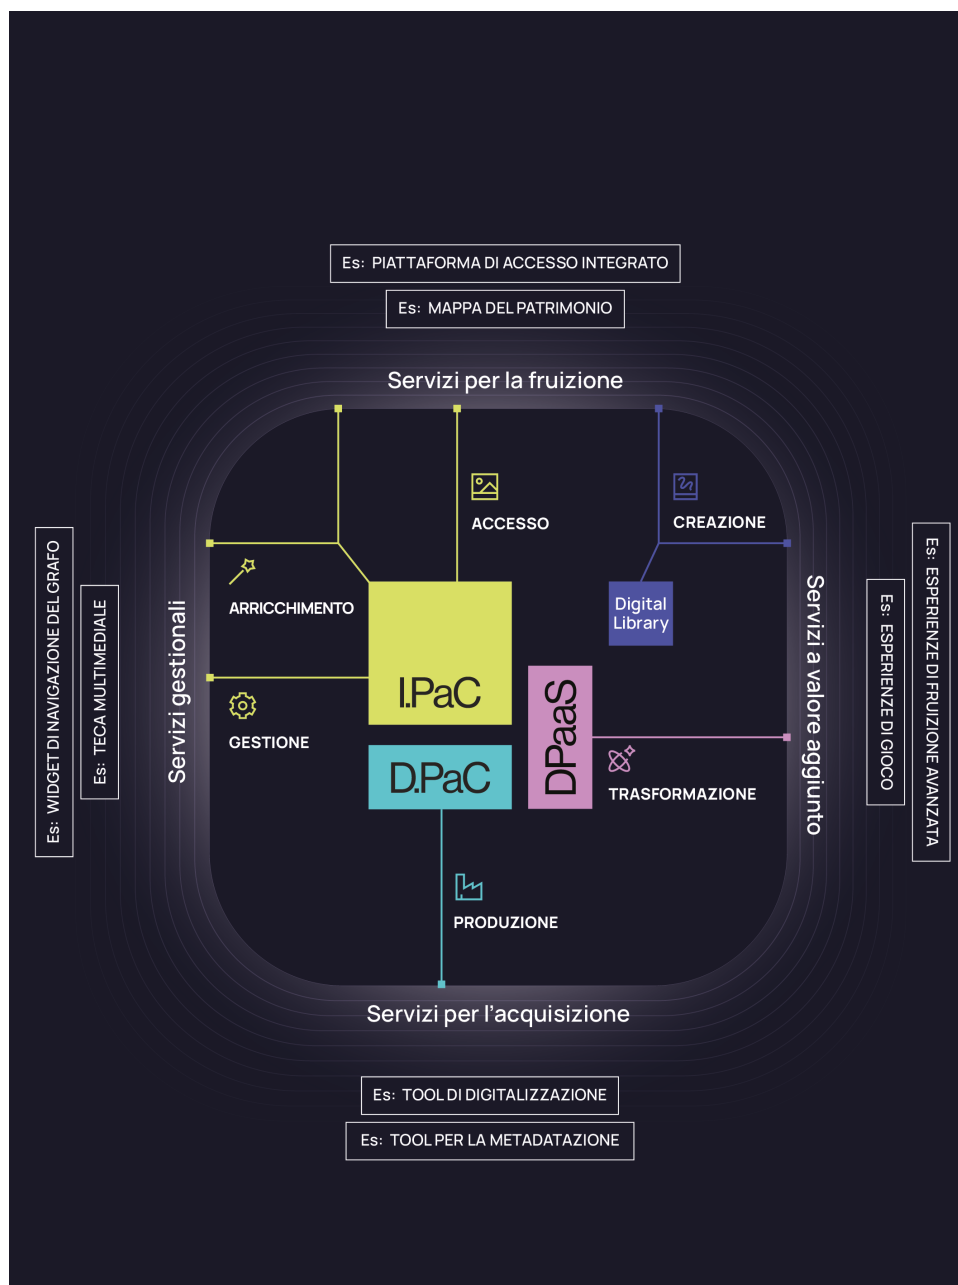 Es: PIATTAFORMA DI ACCESSO INTEGRATO
Es: MAPPA DEL PATRIMONIO
Servizi per la fruizione
ACCESSO
CREAZIONE
ARRICCHIMENTO
Digital
Library
I.PaC
GESTIONE
D.PaC
DPaaS
TRASFORMAZIONE
PRODUZIONE
Es: WIDGET DI NAVIGAZIONE DEL GRAFO
Es: TECA MULTIMEDIALE
Servizi gestionali
Servizi a valore aggiunto
Es: ESPERIENZE DI GIOCO
Es: ESPERIENZE DI FRUIZIONE AVANZATA
Servizi per l’acquisizione
Es: TOOL DI DIGITALIZZAZIONE
Es: TOOL PER LA METADATAZIONE